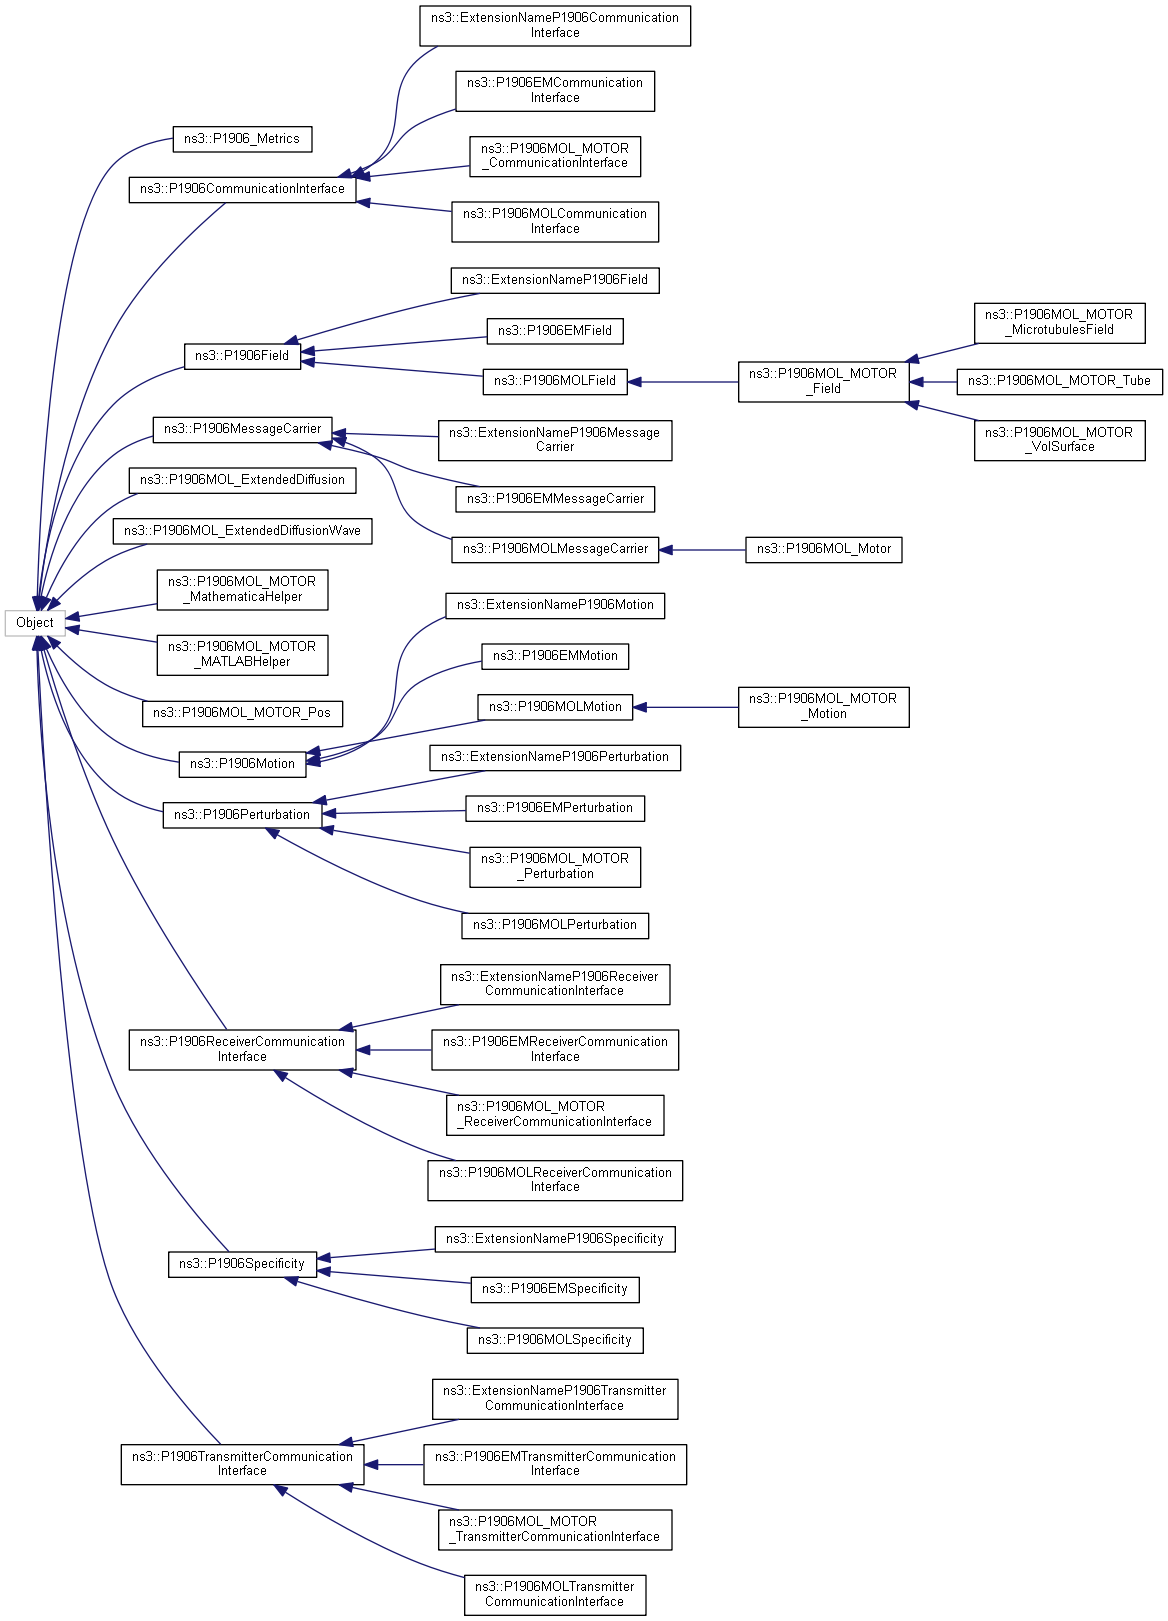 ns3::ExtensionNameP1906Communication
Interface
ns3::P1906EMCommunication
Interface
ns3::P1906_Metrics
ns3::P1906MOL_MOTOR
_CommunicationInterface
ns3::P1906CommunicationInterface
ns3::P1906MOLCommunication
Interface
ns3::ExtensionNameP1906Field
ns3::P1906EMField
ns3::P1906Field
ns3::P1906MOLField
ns3::P1906MOL_MOTOR
_Field
ns3::P1906MOL_MOTOR
_MicrotubulesField
ns3::P1906MOL_MOTOR_Tube
ns3::P1906MOL_MOTOR
_VolSurface
ns3::P1906MessageCarrier
ns3::ExtensionNameP1906Message
Carrier
ns3::P1906MOL_ExtendedDiffusion
ns3::P1906EMMessageCarrier
ns3::P1906MOL_ExtendedDiffusionWave
ns3::P1906MOLMessageCarrier
ns3::P1906MOL_Motor
ns3::P1906MOL_MOTOR
_MathematicaHelper
Object
ns3::P1906MOL_MOTOR
_MATLABHelper
ns3::ExtensionNameP1906Motion
ns3::P1906EMMotion
ns3::P1906MOL_MOTOR_Pos
ns3::P1906MOLMotion
ns3::P1906MOL_MOTOR
_Motion
ns3::P1906Motion
ns3::ExtensionNameP1906Perturbation
ns3::P1906EMPerturbation
ns3::P1906Perturbation
ns3::P1906MOL_MOTOR
_Perturbation
ns3::P1906MOLPerturbation
ns3::ExtensionNameP1906Receiver
CommunicationInterface
ns3::P1906ReceiverCommunication
Interface
ns3::P1906EMReceiverCommunication
Interface
ns3::P1906MOL_MOTOR
_ReceiverCommunicationInterface
ns3::P1906MOLReceiverCommunication
Interface
ns3::ExtensionNameP1906Specificity
ns3::P1906Specificity
ns3::P1906EMSpecificity
ns3::P1906MOLSpecificity
ns3::ExtensionNameP1906Transmitter
CommunicationInterface
ns3::P1906TransmitterCommunication
Interface
ns3::P1906EMTransmitterCommunication
Interface
ns3::P1906MOL_MOTOR
_TransmitterCommunicationInterface
ns3::P1906MOLTransmitter
CommunicationInterface